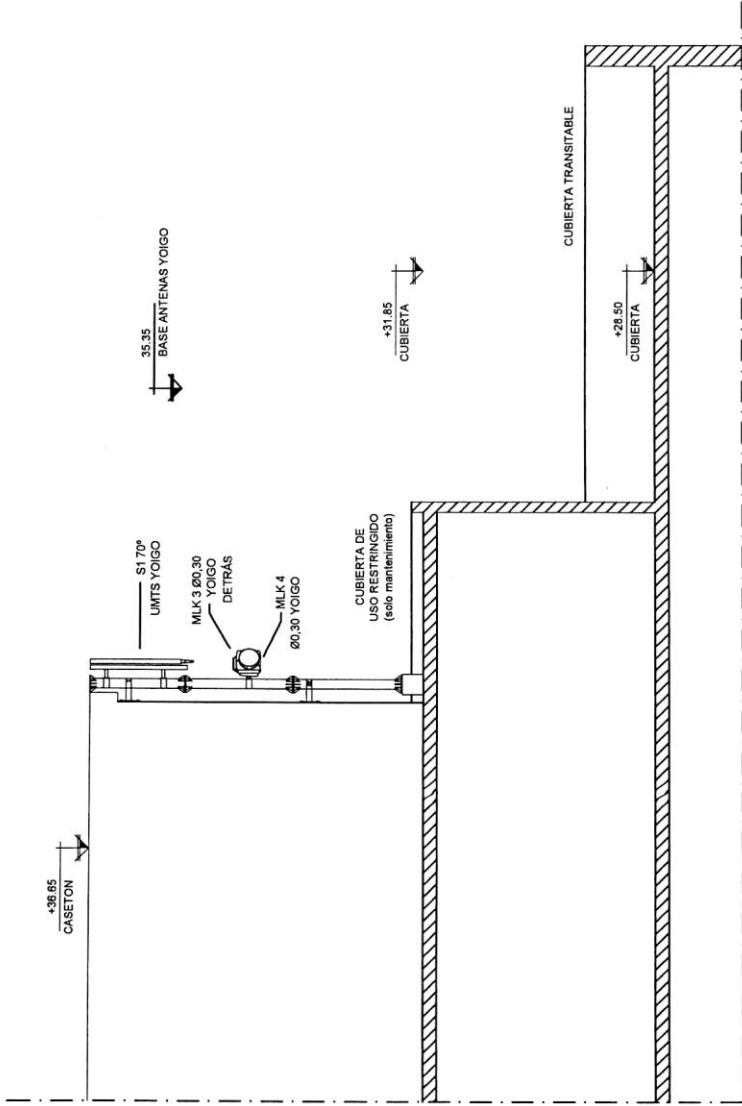 +36.65
CASETON
S1 70º
UMTS YOIGO
35.35
BASE ANTENAS YOIGO
MLK 3 Ø0,30
YOIGO
DETRÁS
MLK 4
Ø0,30 YOIGO
CUBIERTA DE
USO RESTRINGIDO
(solo mantenimiento)
+31.85
CUBIERTA
CUBIERTA TRANSITABLE
+28.50
CUBIERTA